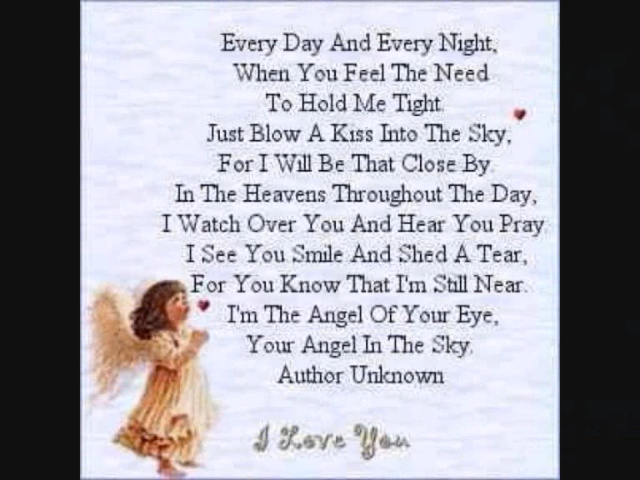 Every Day And Every Night,
When You Feel The Need
To Hold Me Tight
Just Blow A Kiss Into The Sky,
For I Will Be That Close By.
In The Heavens Throughout The Day,
I Watch Over You And Hear You Pray.
I See You Smile And Shed A Tear,
For You Know That I'm Still Near.
I'm The Angel Of Your Eye,
Your Angel In The Sky.
Author Unknown
I Love You